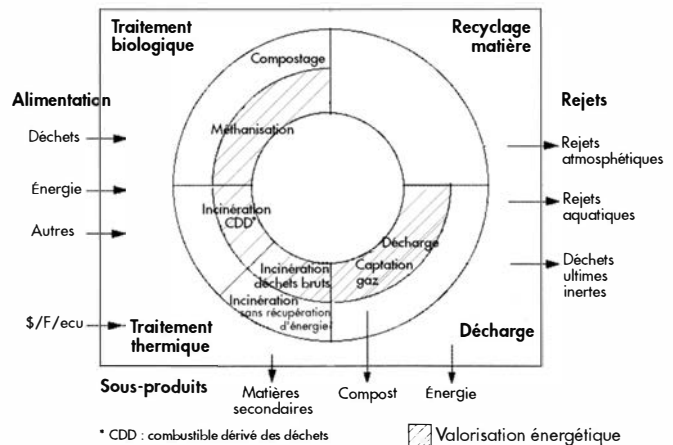 Traitement
biologique
Recyclage
matière
Compostage
Alimentation
Rejets
Déchets
Méthanisation
Rejets
atmosphétiques
Énergie
Rejets
aquatiques
Incinération
CDD*
Autres
Décharge
Déchets
ultimes
inertes
Incinération
déchets bruts
Captation
gaz
Incinération
sans récupération
d'énergie
$/F/ecu
Traitement
thermique
Décharge
Sous-produits
Matières
secondaires
Compost
Énergie
* CDD : combustible dérivé des déchets
Valorisation énergétique